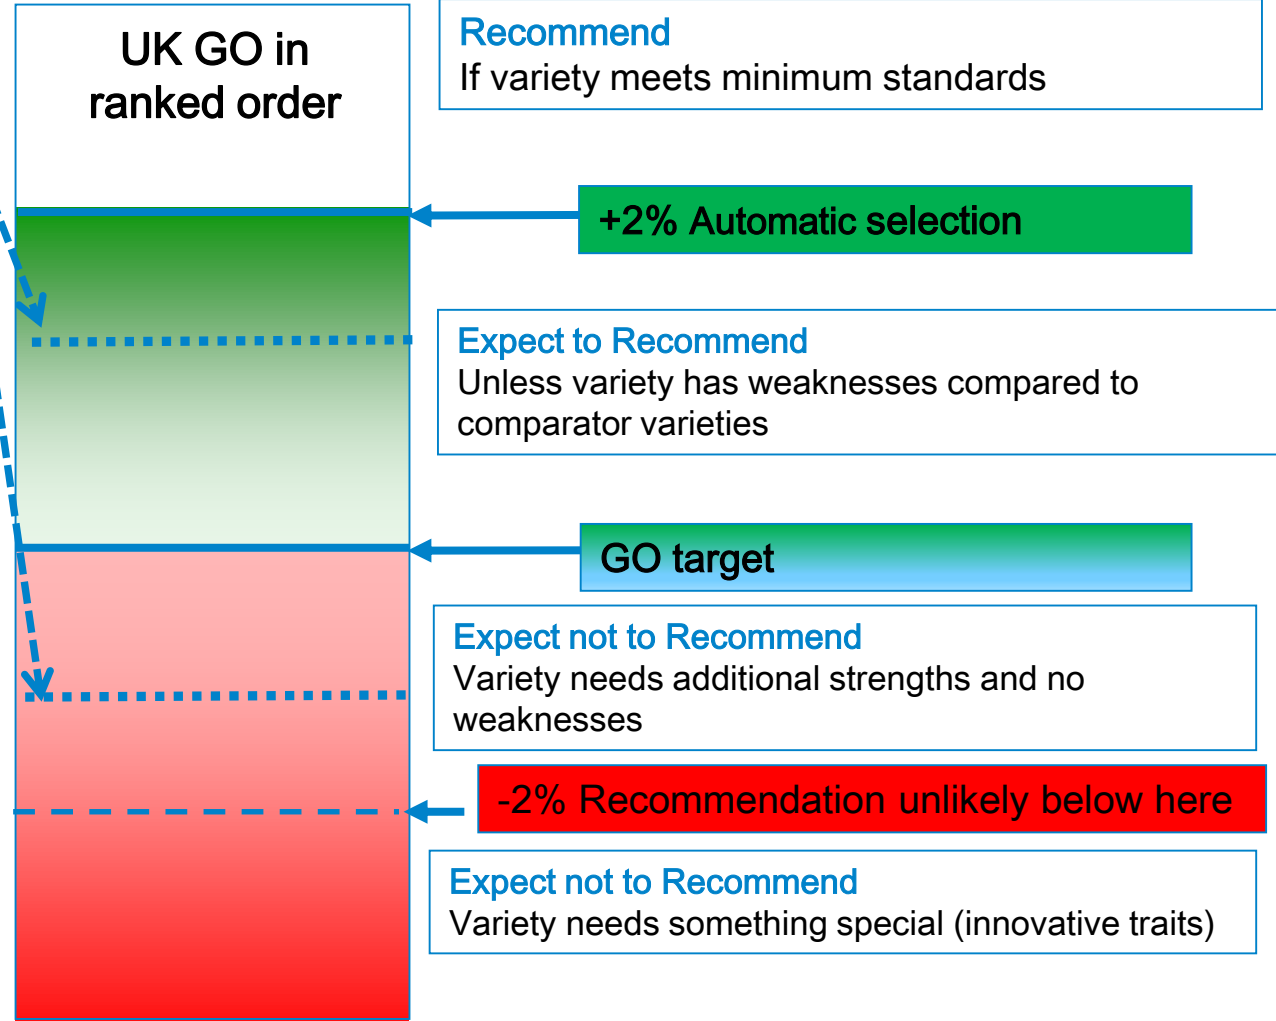 UK GO in
ranked order
Recommend
If variety meets minimum standards
+2% Automatic selection
Expect to Recommend
Unless variety has weaknesses compared to
comparator varieties
GO target
Expect not to Recommend
Variety needs additional strengths and no
weaknesses
-2% Recommendation unlikely below here
Expect not to Recommend
Variety needs something special (innovative traits)